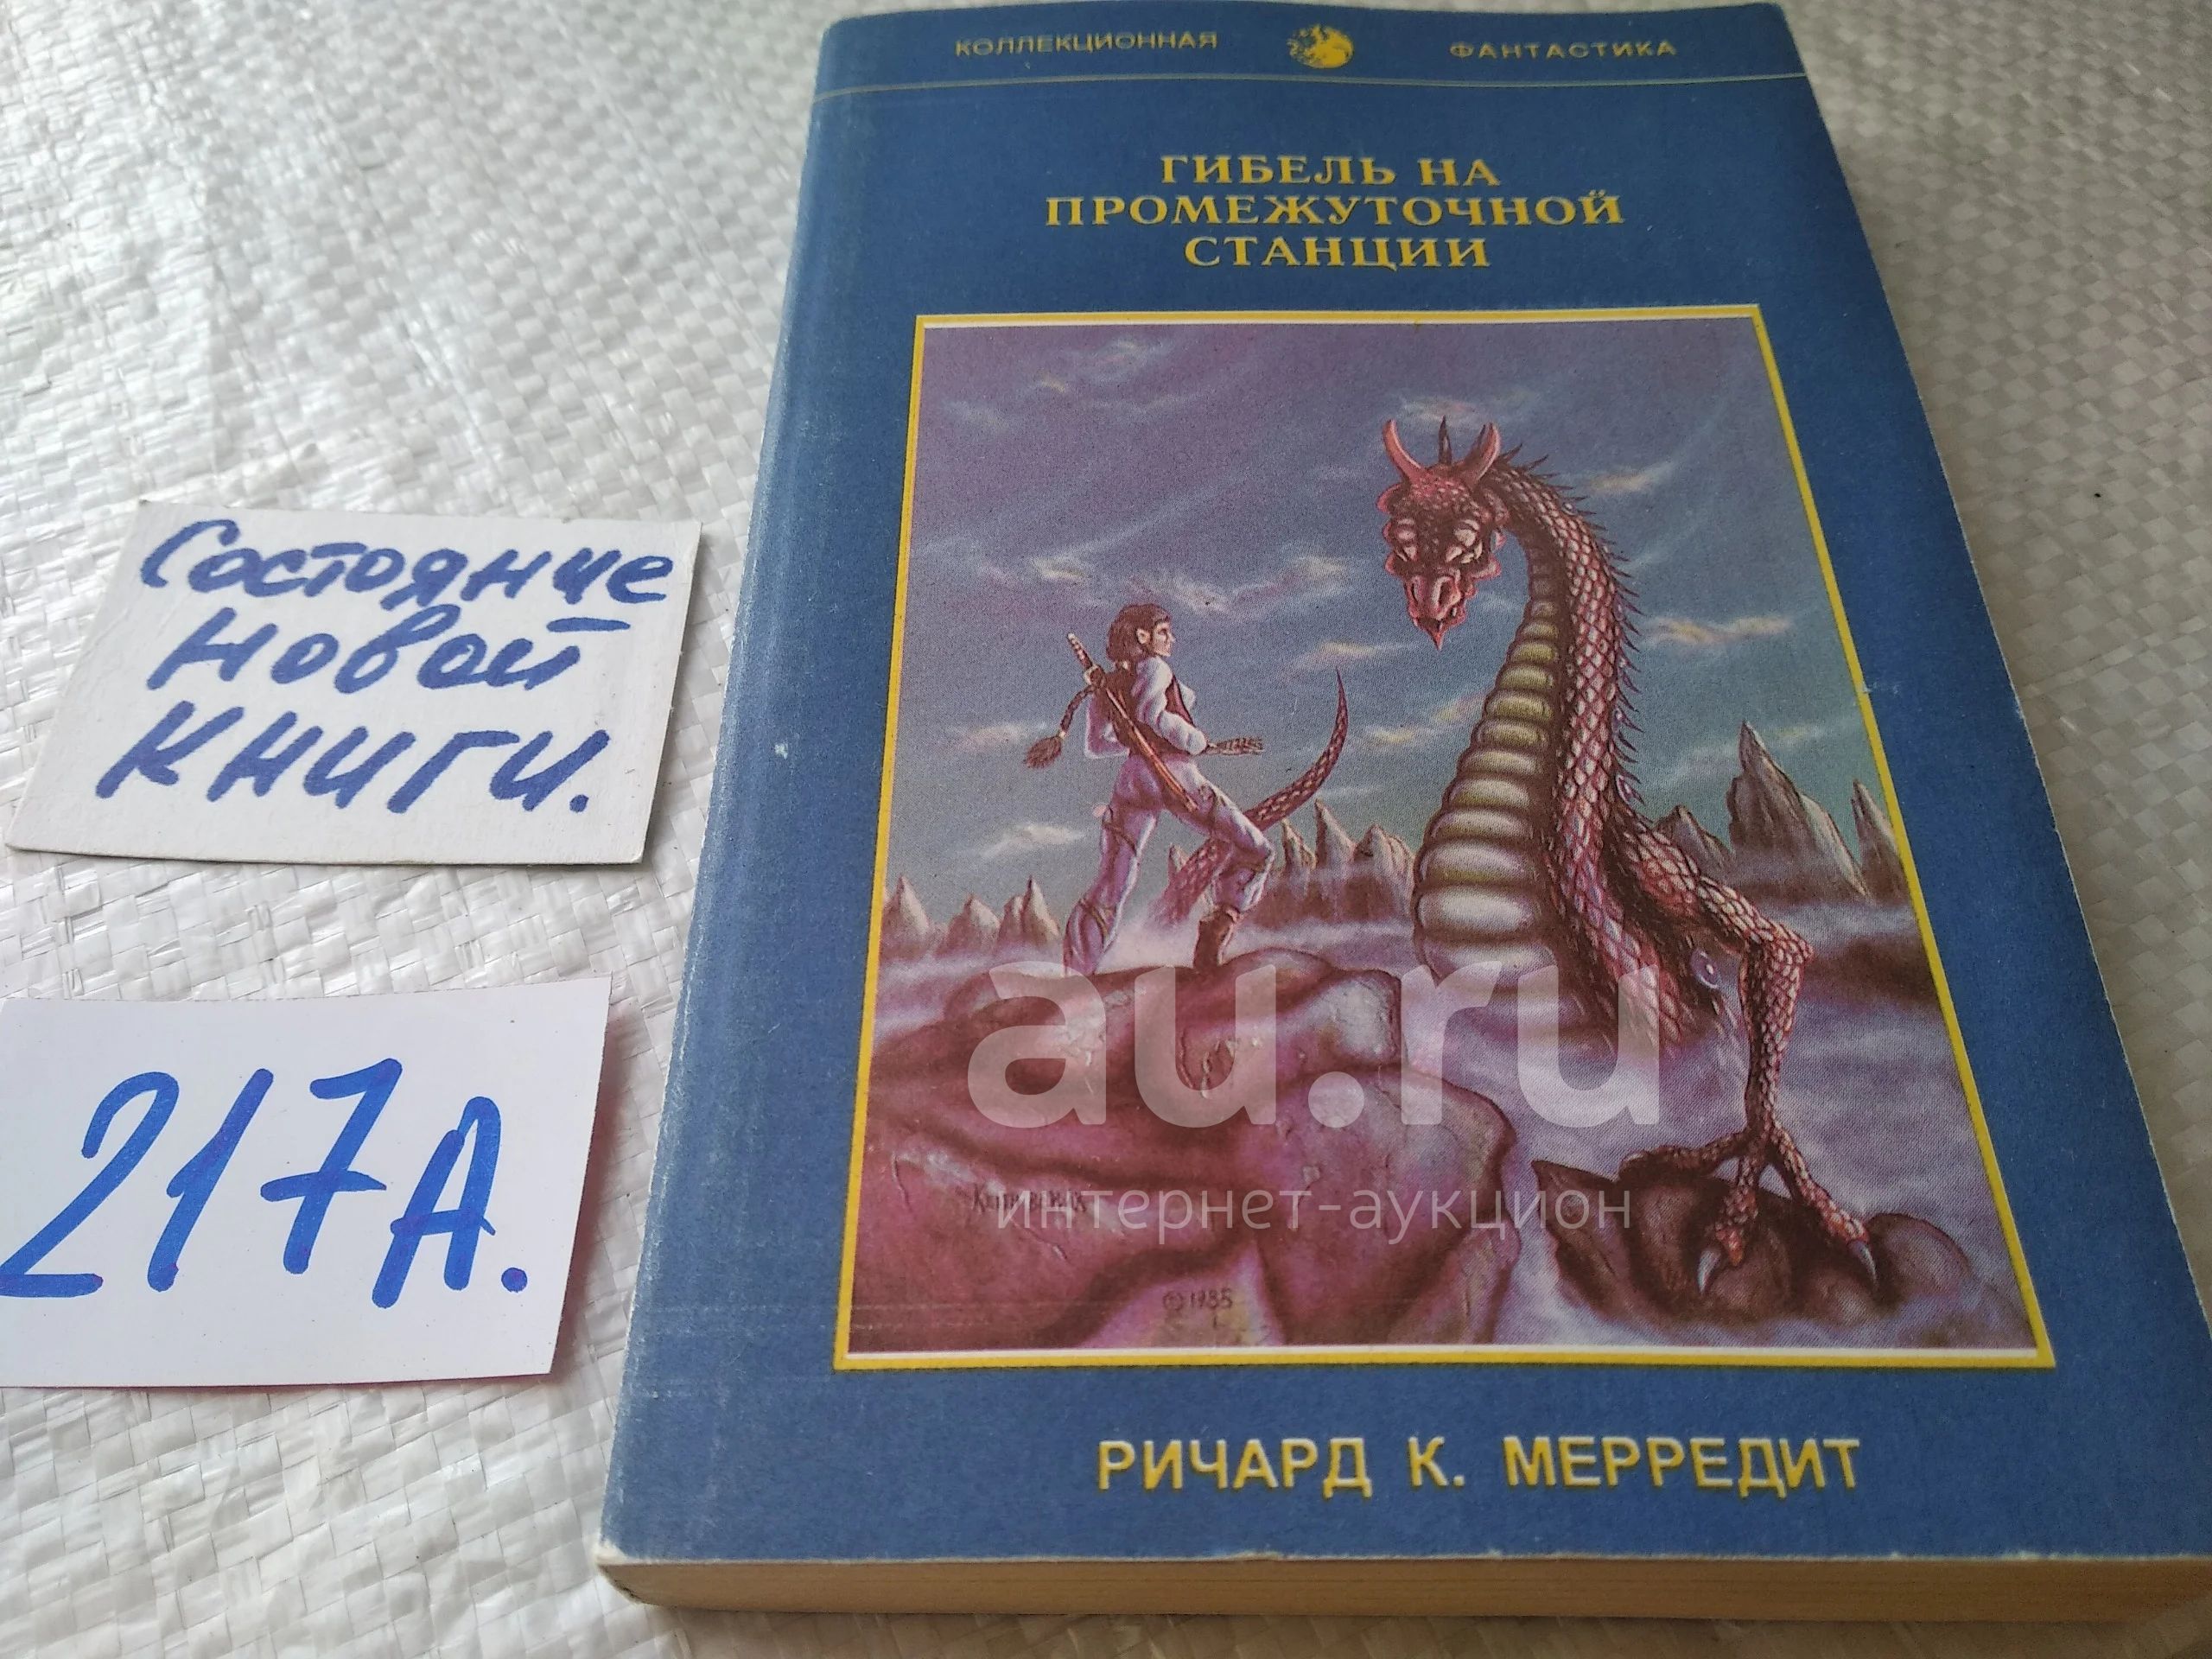 КОЛЛЕКЦИОННАЯ ФАНТАСТИКА
ГИБЕЛЬ НА
ПРОМЕЖУТОЧНОЙ
СТАНЦИИ
Состояние
новой
книги.
217А.
au.ru
интернет-аукцион
© 1985
РИЧАРД К. МЕРРЕДИТ